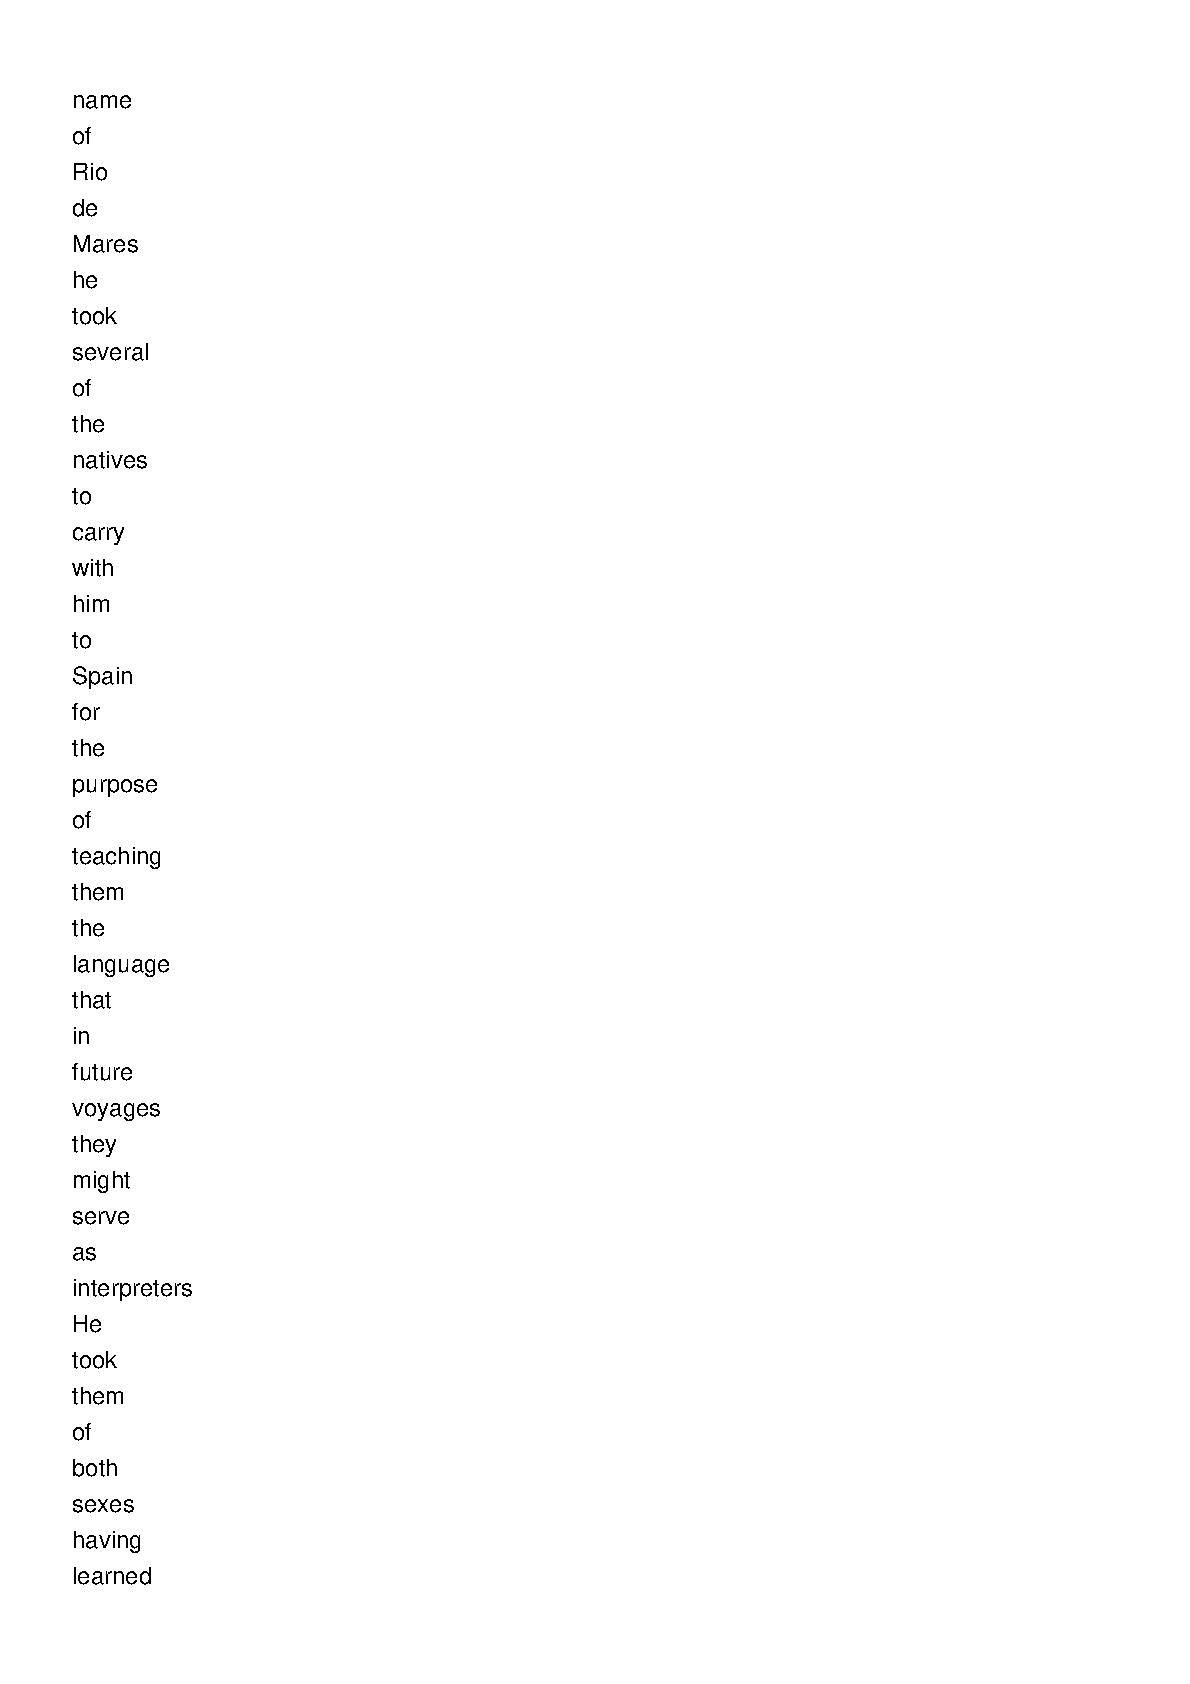 name
of
Rio
de
Mares
he
took
several
of
the
natives
to
carry
with
him
to
Spain
for
the
purpose
of
teaching
them
the
language
that
in
future
voyages
they
might
serve
as
interpreters
He
took
them
of
both
sexes
having
learned